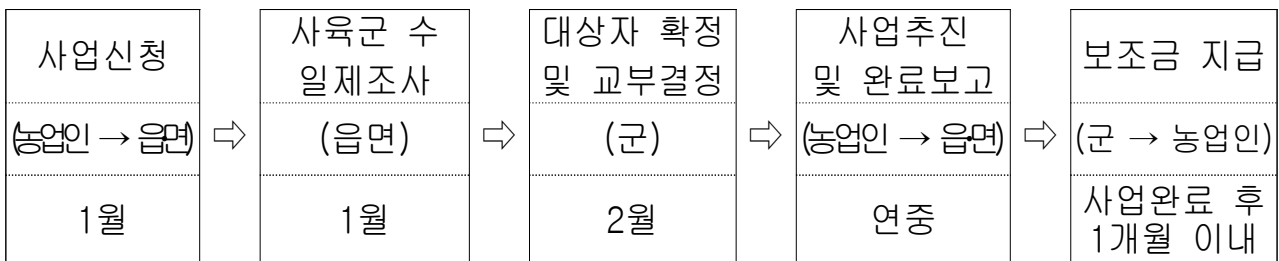 사업신청
(농업인 → 읍·면)
1월
⇨
사육군 수
일제조사
(읍면)
1월
⇨
대상자 확정
및 교부결정
(군)
2월
⇨
사업추진
및 완료보고
(농업인 → 읍·면)
연중
⇨
보조금 지급
(군 → 농업인)
사업완료 후
1개월 이내